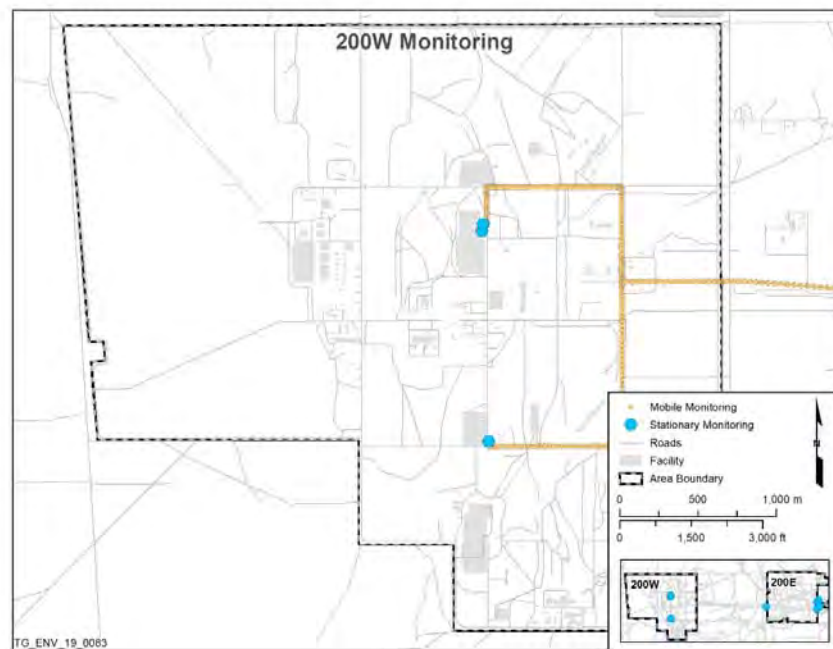 200W Monitoring
Mobile Monitoring
Stationary Monitoring
Roads
Facility
Area Boundary
N
0 500 1,000 m
0 1,500 3,000 ft
200W
200E
TG_ENV_19_0083